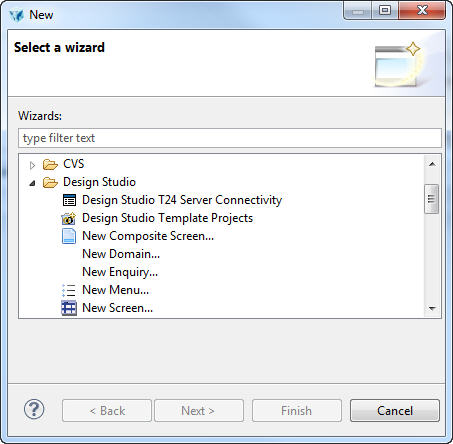 New
Select a wizard
Wizards:
type filter text
CVS
Design Studio
Design Studio T24 Server Connectivity
Design Studio Template Projects
New Composite Screen...
New Domain...
New Enquiry...
New Menu...
New Screen...
?
< Back Next > Finish Cancel